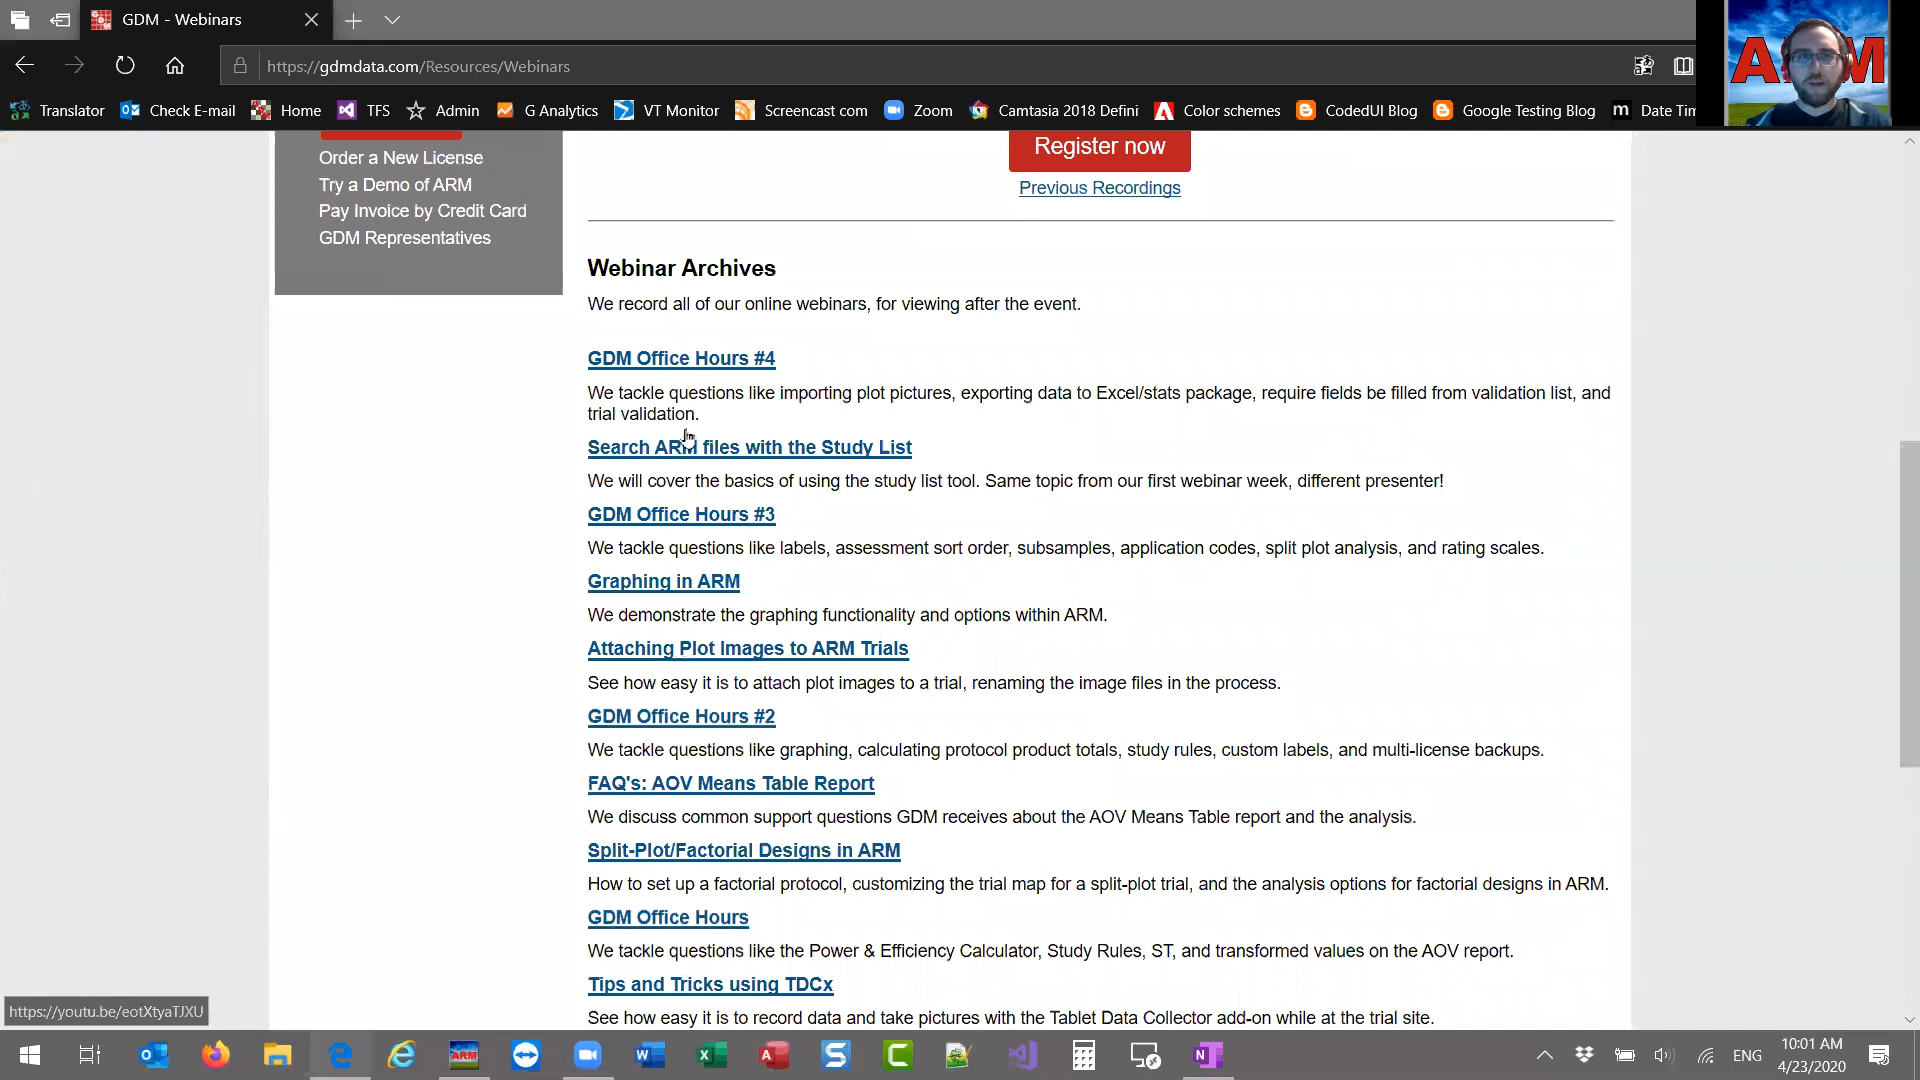 GDM - Webinars
https://gdmdata.com/Resources/Webinars
Translator
Check E-mail
Home
TFS
Admin
G Analytics
VT Monitor
Screencast com
Zoom
Camtasia 2018 Defini
Color schemes
CodedUI Blog
Google Testing Blog
Date Tim
Order a New License
Try a Demo of ARM
Pay Invoice by Credit Card
GDM Representatives
Register now
Previous Recordings
Webinar Archives
We record all of our online webinars, for viewing after the event.
GDM Office Hours #4
We tackle questions like importing plot pictures, exporting data to Excel/stats package, require fields be filled from validation list, and
trial validation.
Search ARM files with the Study List
We will cover the basics of using the study list tool. Same topic from our first webinar week, different presenter!
GDM Office Hours #3
We tackle questions like labels, assessment sort order, subsamples, application codes, split plot analysis, and rating scales.
Graphing in ARM
We demonstrate the graphing functionality and options within ARM.
Attaching Plot Images to ARM Trials
See how easy it is to attach plot images to a trial, renaming the image files in the process.
GDM Office Hours #2
We tackle questions like graphing, calculating protocol product totals, study rules, custom labels, and multi-license backups.
FAQ's: AOV Means Table Report
We discuss common support questions GDM receives about the AOV Means Table report and the analysis.
Split-Plot/Factorial Designs in ARM
How to set up a factorial protocol, customizing the trial map for a split-plot trial, and the analysis options for factorial designs in ARM.
GDM Office Hours
We tackle questions like the Power & Efficiency Calculator, Study Rules, ST, and transformed values on the AOV report.
Tips and Tricks using TDCx
See how easy it is to record data and take pictures with the Tablet Data Collector add-on while at the trial site.
https://youtu.be/eotXtyaTJXU
ARM
ENG
10:01 AM
4/23/2020